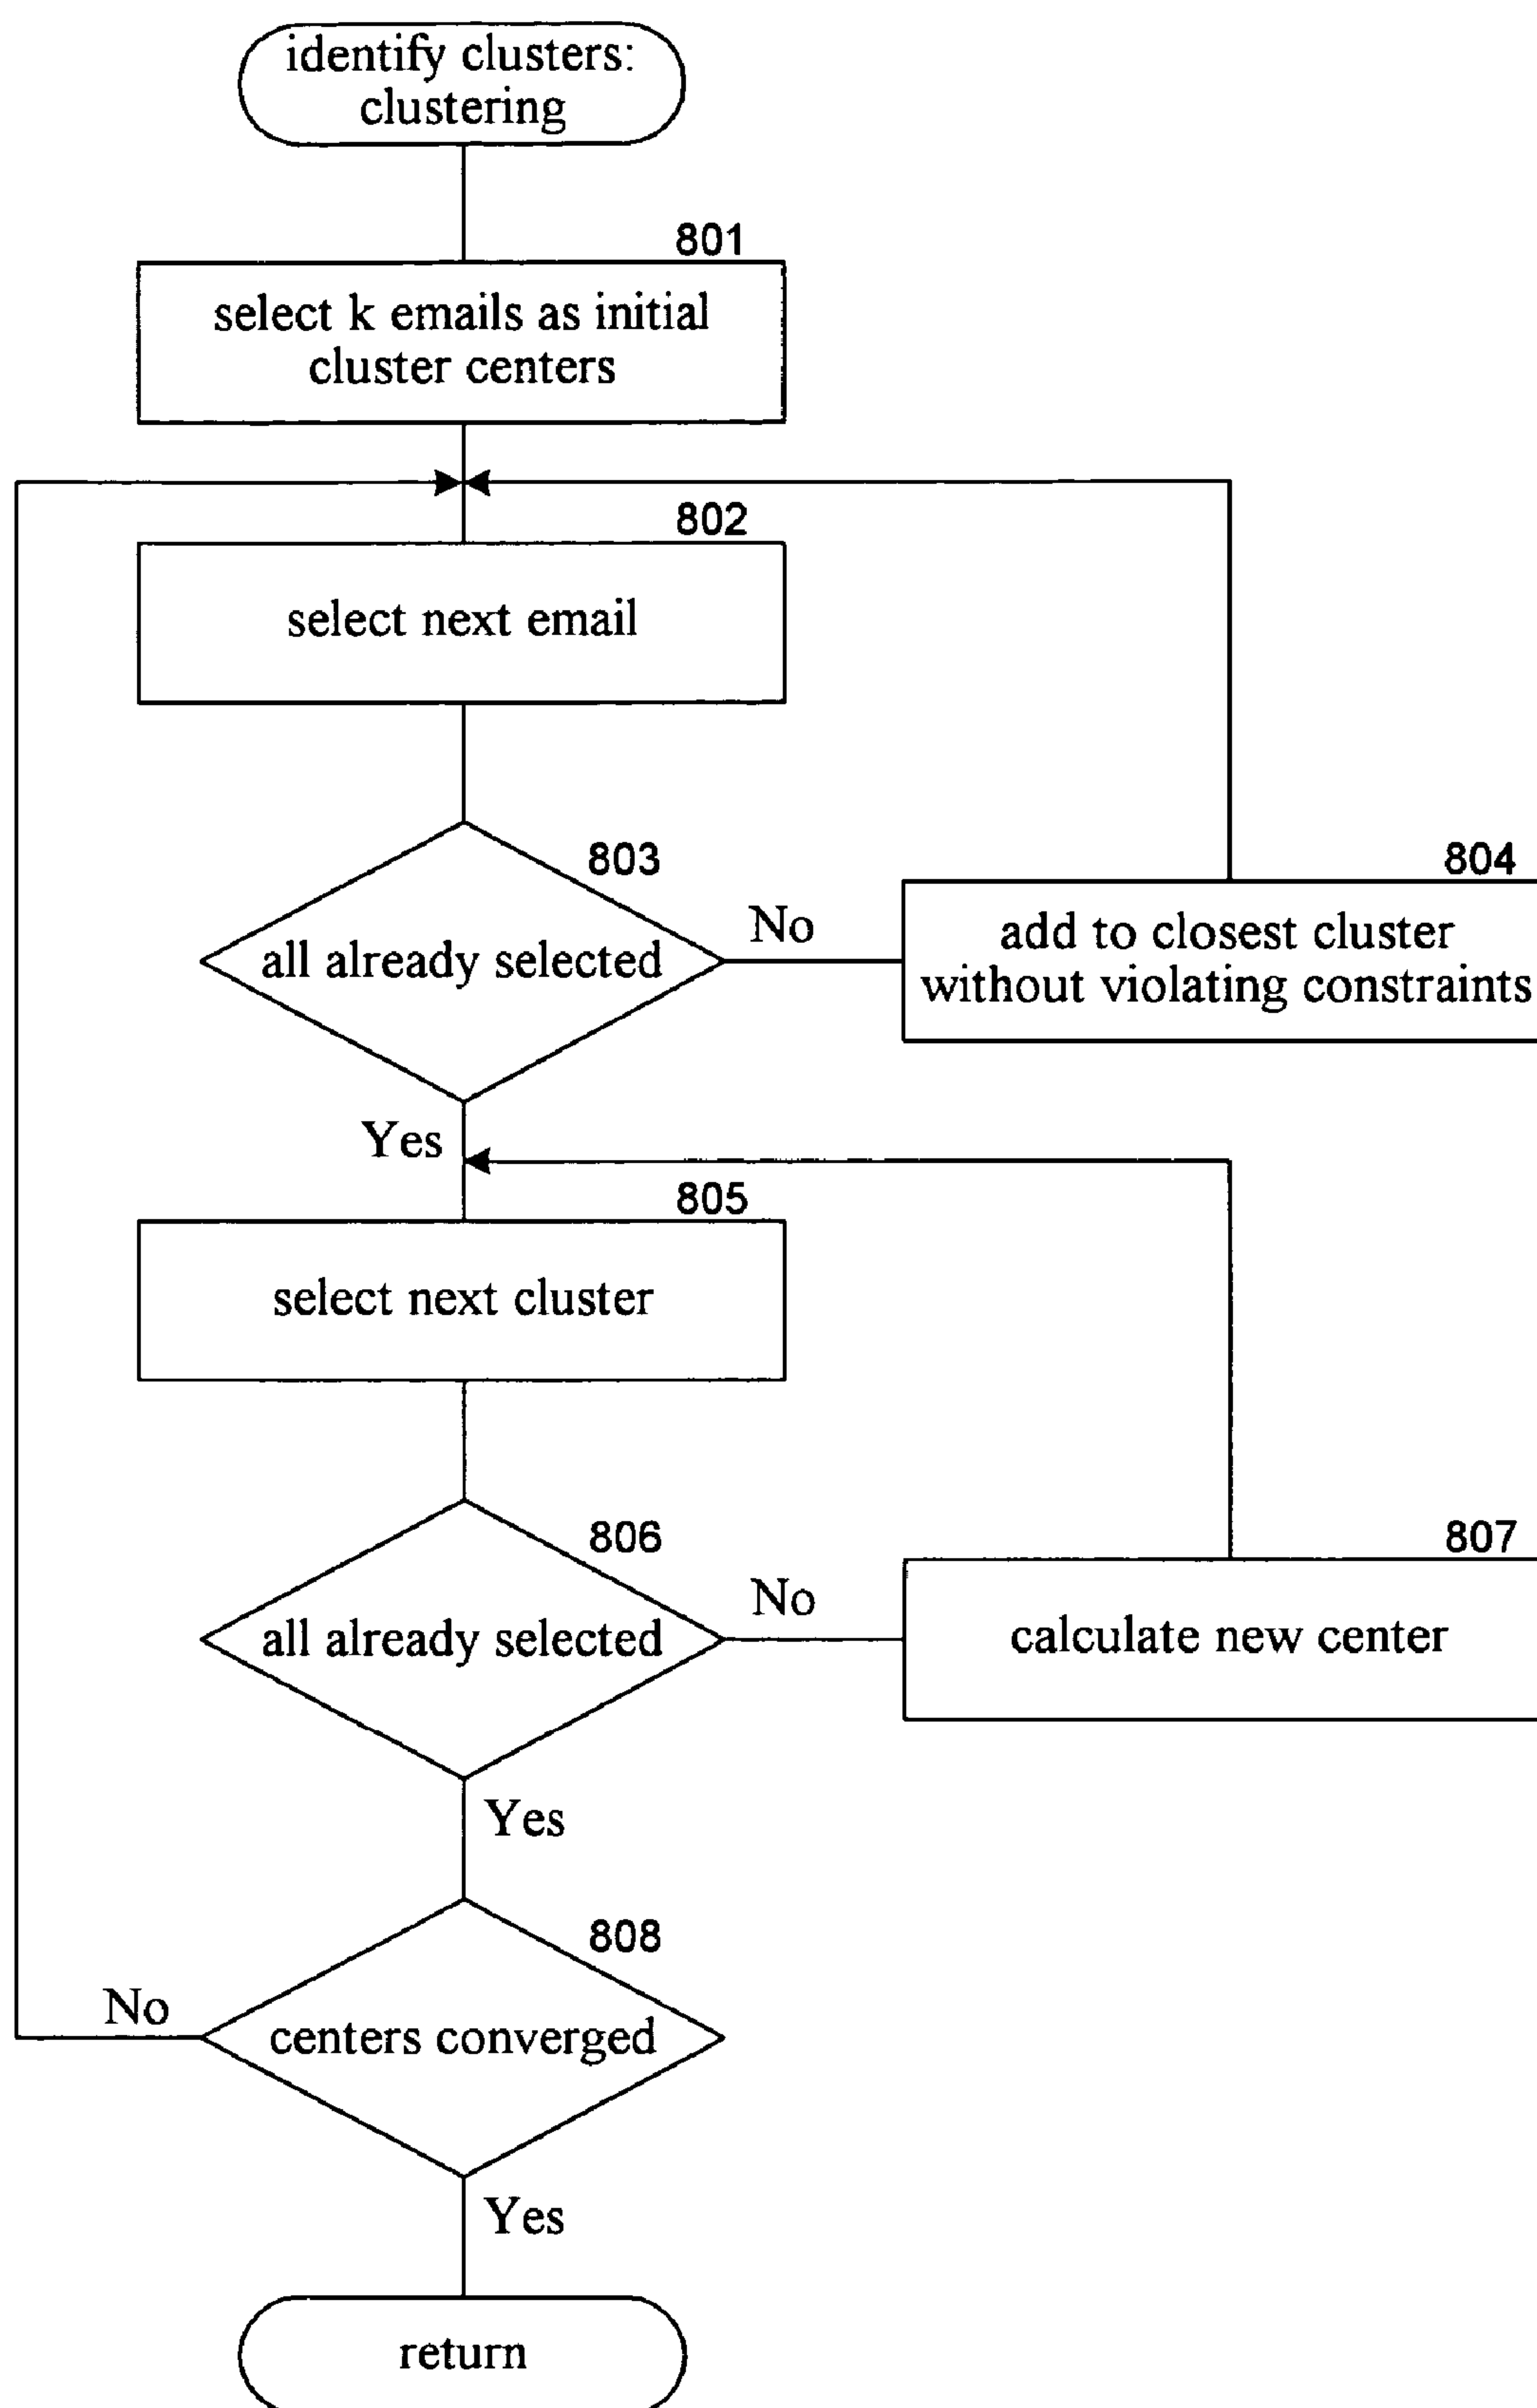 identify clusters:
clustering
801
select k emails as initial
cluster centers
802
select next email
803
all already selected
No
804
add to closest cluster
without violating constraints
Yes
805
select next cluster
806
all already selected
No
807
calculate new center
Yes
808
centers converged
No
Yes
return